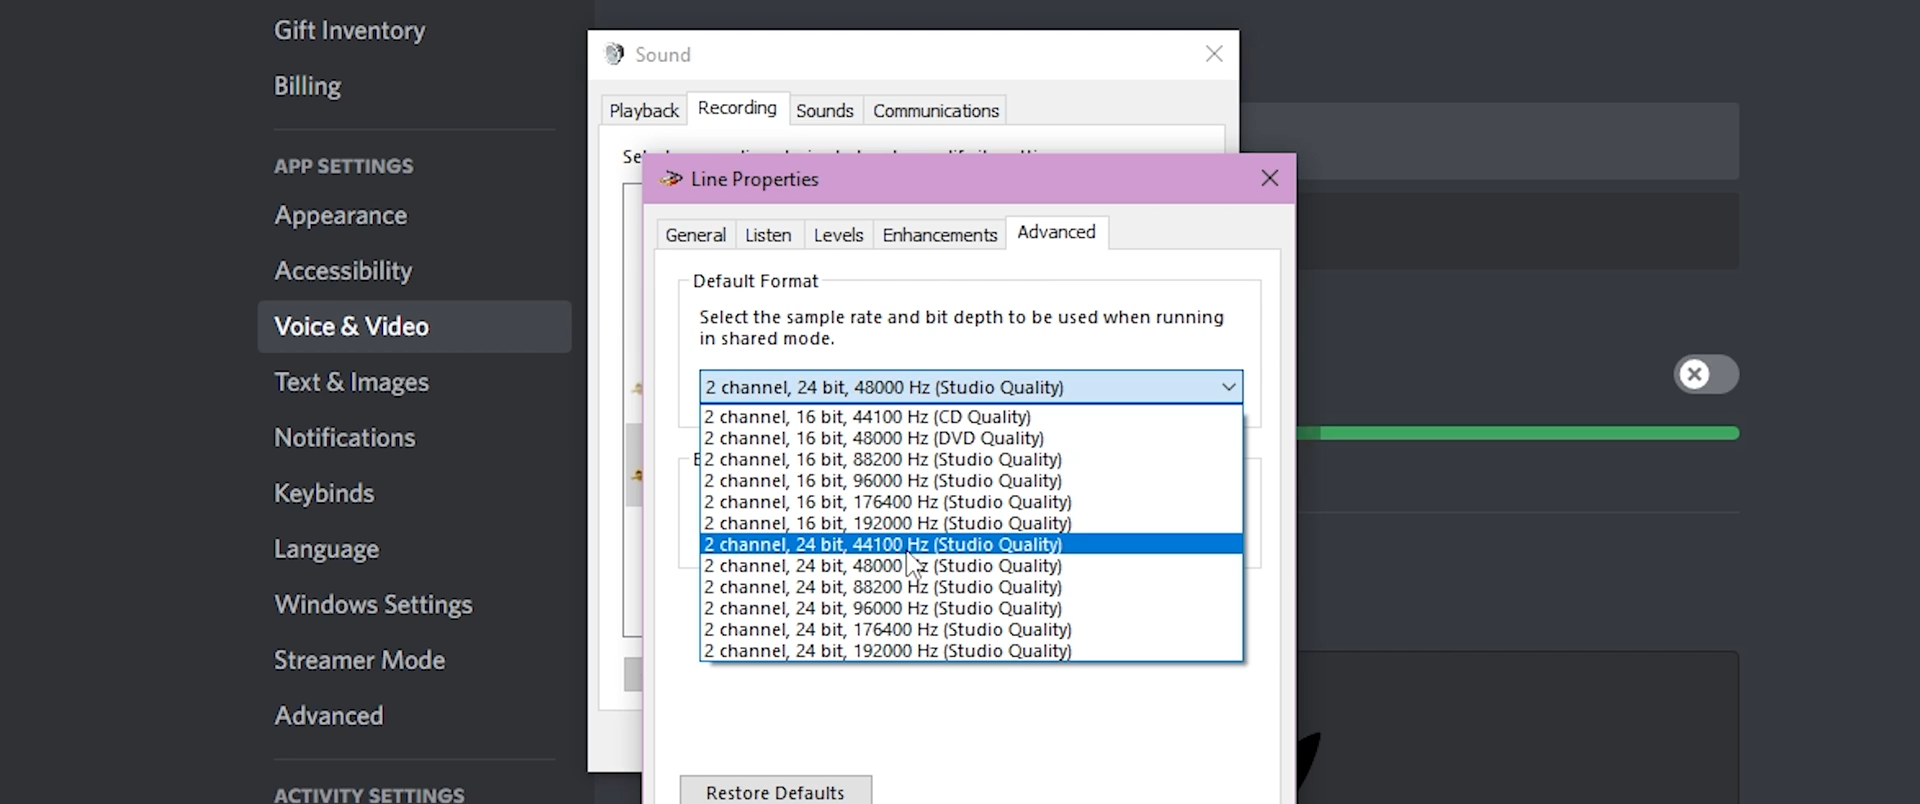 Gift Inventory
Billing
APP SETTINGS
Appearance
Accessibility
Voice & Video
Text & Images
Notifications
Keybinds
Language
Windows Settings
Streamer Mode
Advanced
ACTIVITY SETTINGS
Sound
Playback
Recording
Sounds
Communications
Line Properties
General
Listen
Levels
Enhancements
Advanced
Default Format
Select the sample rate and bit depth to be used when running
in shared mode.
2 channel, 24 bit, 48000 Hz (Studio Quality)
2 channel, 16 bit, 44100 Hz (CD Quality)
2 channel, 16 bit, 48000 Hz (DVD Quality)
2 channel, 16 bit, 88200 Hz (Studio Quality)
2 channel, 16 bit, 96000 Hz (Studio Quality)
2 channel, 16 bit, 176400 Hz (Studio Quality)
2 channel, 16 bit, 192000 Hz (Studio Quality)
2 channel, 24 bit, 44100 Hz (Studio Quality)
2 channel, 24 bit, 48000 Hz (Studio Quality)
2 channel, 24 bit, 88200 Hz (Studio Quality)
2 channel, 24 bit, 96000 Hz (Studio Quality)
2 channel, 24 bit, 176400 Hz (Studio Quality)
2 channel, 24 bit, 192000 Hz (Studio Quality)
Restore Defaults